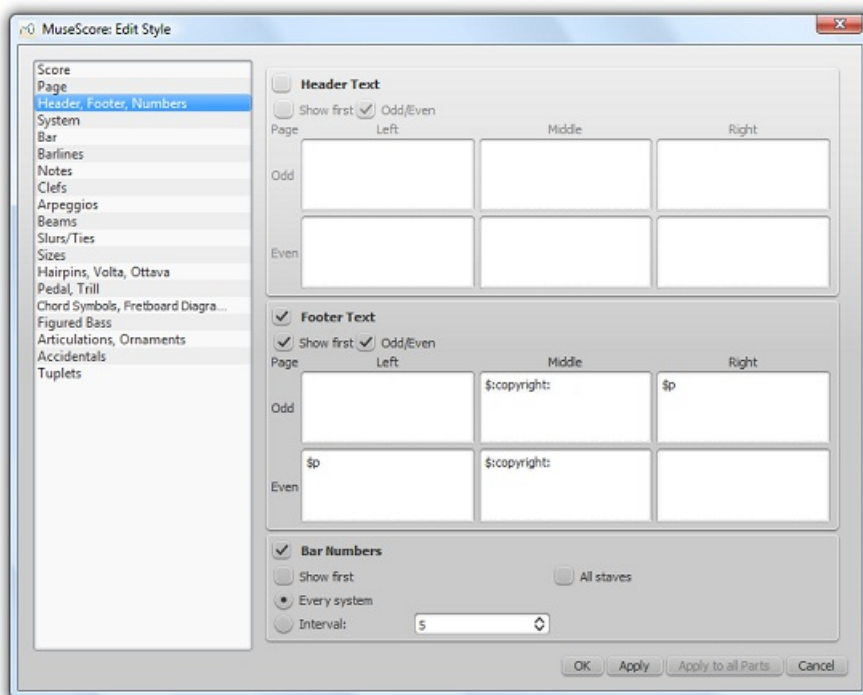 MuseScore: Edit Style
Score
Page
Header, Footer, Numbers
System
Bar
Barlines
Notes
Clefs
Arpeggios
Beams
Slurs/Ties
Sizes
Hairpins, Volta, Ottava
Pedal, Trill
Chord Symbols, Fretboard Diagra...
Figured Bass
Articulations, Ornaments
Accidentals
Tuplets
Header Text
Show first Odd/Even
Page Left Middle Right
Odd
Even
Footer Text
Show first Odd/Even
Page Left Middle Right
Odd $:copyright: $p
Even $p $:copyright:
Bar Numbers
Show first All staves
Every system
Interval: 5
OK Apply Apply to all Parts Cancel